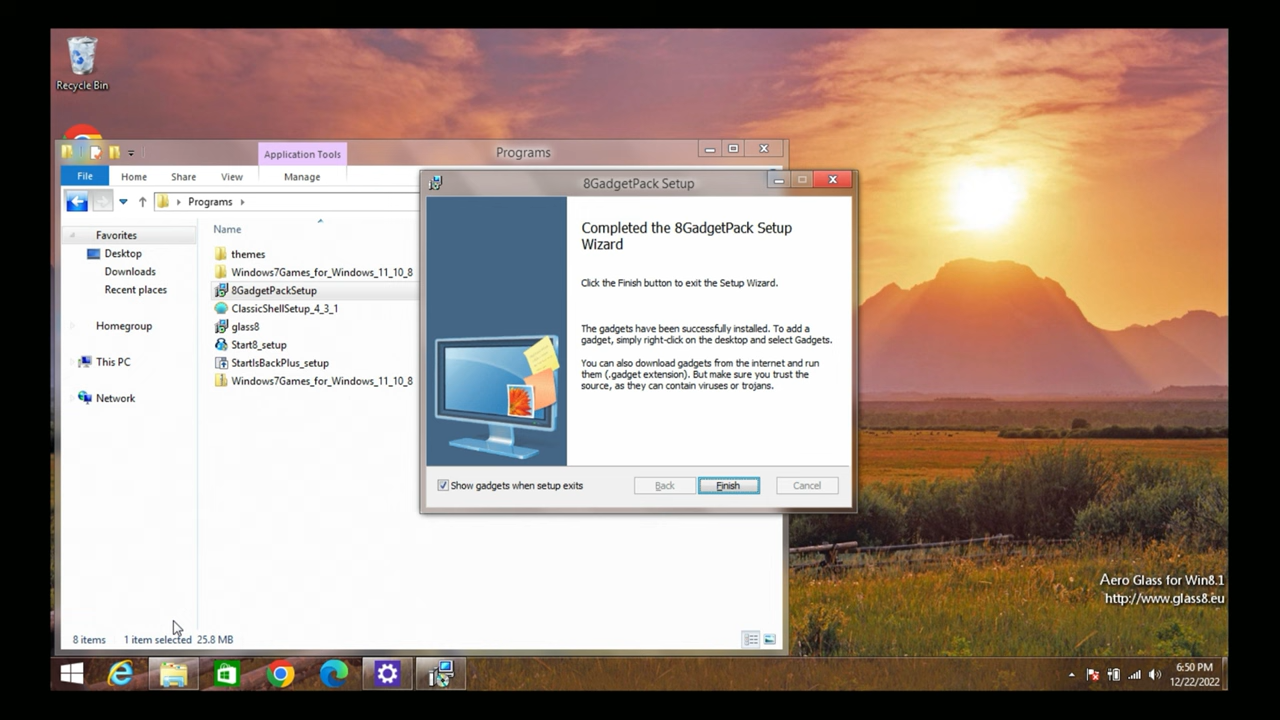 Recycle Bin
Application Tools
Programs
File
Home
Share
View
Manage
Programs
Favorites
Desktop
Downloads
Recent places
Homegroup
This PC
Network
Name
themes
Windows7Games_for_Windows_11_10_8
8GadgetPackSetup
ClassicShellSetup_4_3_1
glass8
Start8_setup
StartIsBackPlus_setup
Windows7Games_for_Windows_11_10_8
8GadgetPack Setup
Completed the 8GadgetPack Setup
Wizard
Click the Finish button to exit the Setup Wizard.
The gadgets have been successfully installed. To add a
gadget, simply right-click on the desktop and select Gadgets.
You can also download gadgets from the internet and run
them (.gadget extension). But make sure you trust the
source, as they can contain viruses or trojans.
Show gadgets when setup exits
Back
Finish
Cancel
8 items 1 item selected 25.8 MB
Aero Glass for Win8.1
http://www.glass8.eu
6:50 PM
12/22/2022